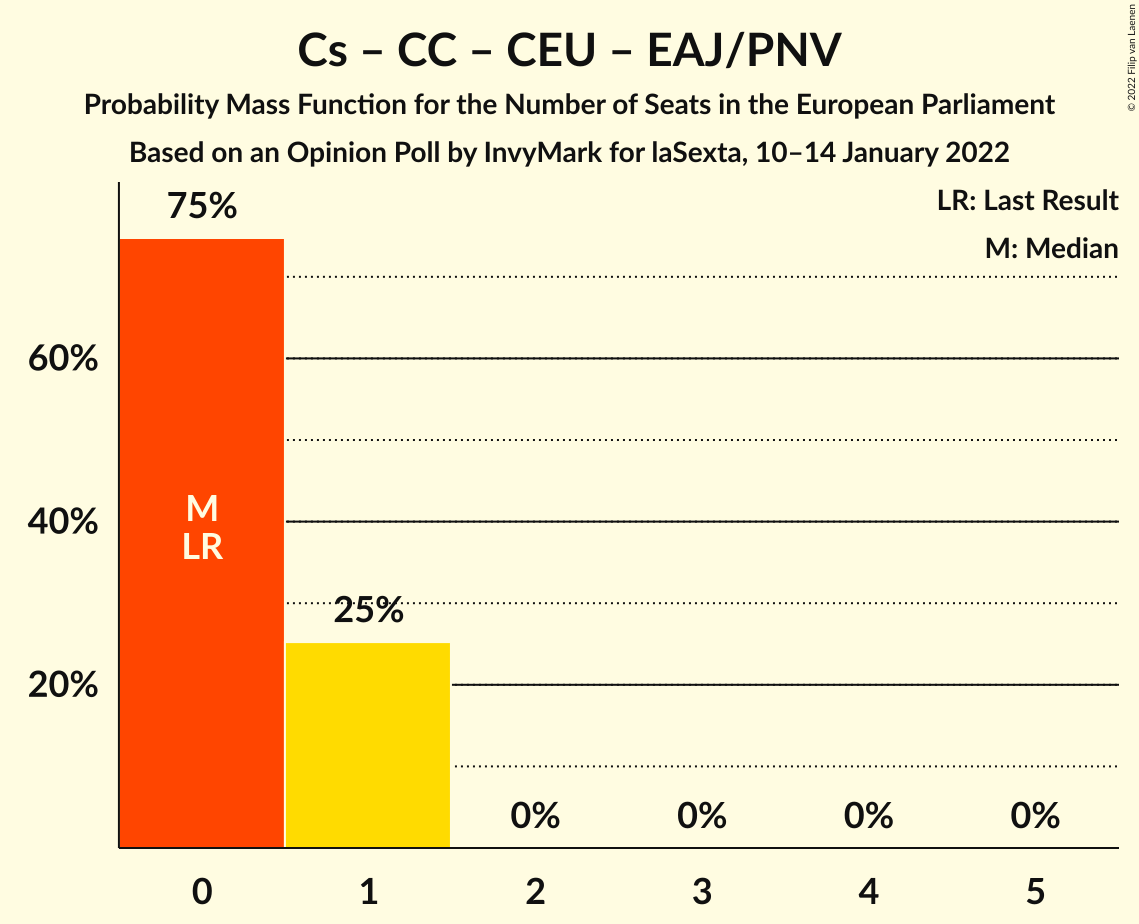 Cs – CC – CEU – EAJ/PNV
Probability Mass Function for the Number of Seats in the European Parliament
Based on an Opinion Poll by InvyMark for laSexta, 10–14 January 2022
© 2022 Filip van Laenen
LR: Last Result
M: Median
75%
60%
40%
20%
M
LR
25%
0%
0%
0%
0%
0
1
2
3
4
5